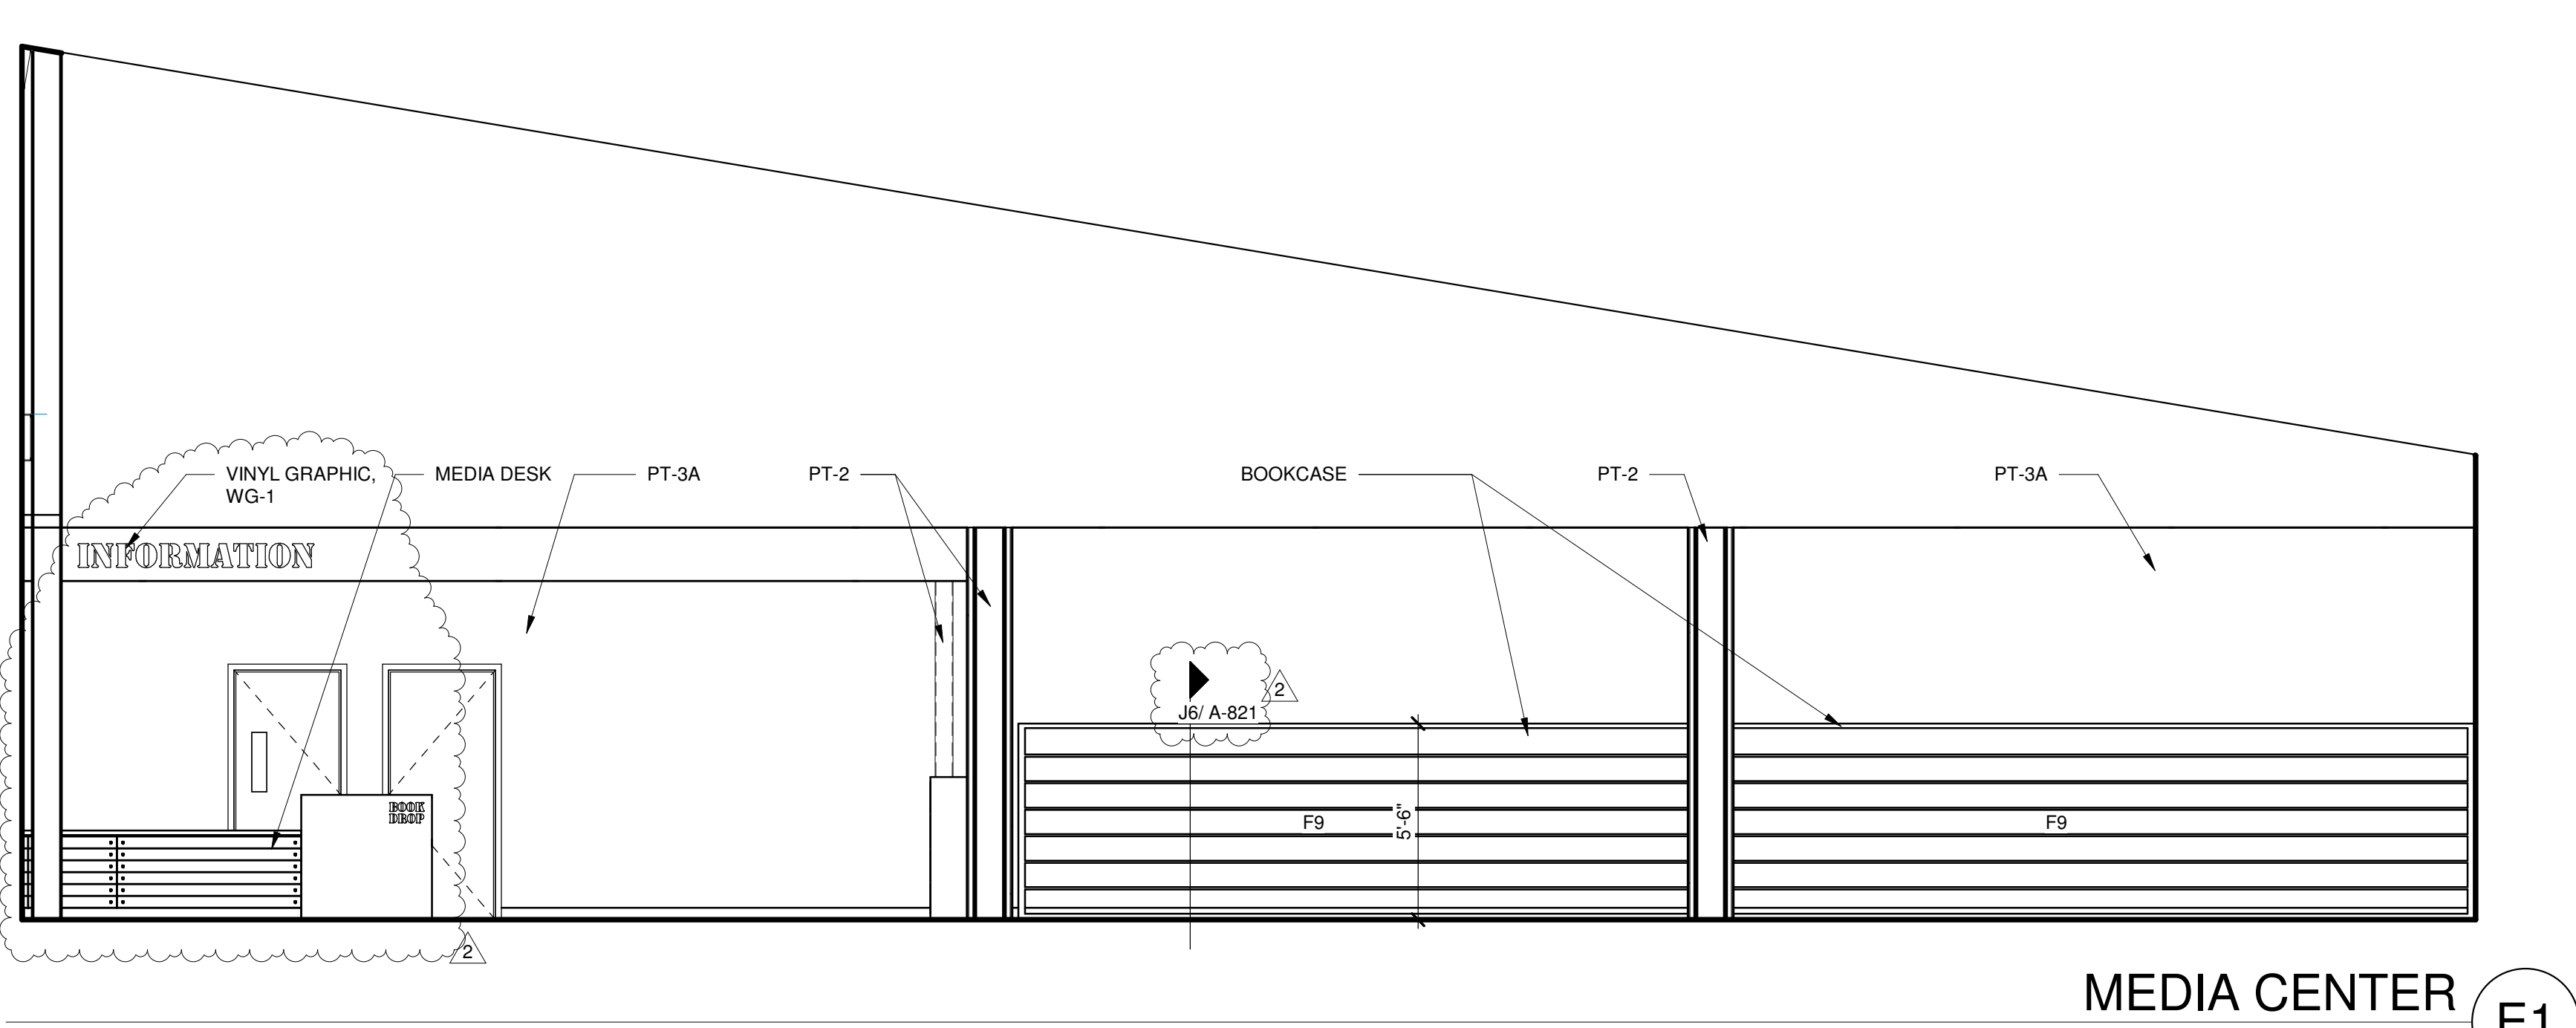 VINYL GRAPHIC,
WG-1
MEDIA DESK
PT-3A
PT-2
BOOKCASE
PT-2
PT-3A
INFORMATION
2
J6/ A-821
BOOK
DROP
F9
5'-6"
F9
2
MEDIA CENTER